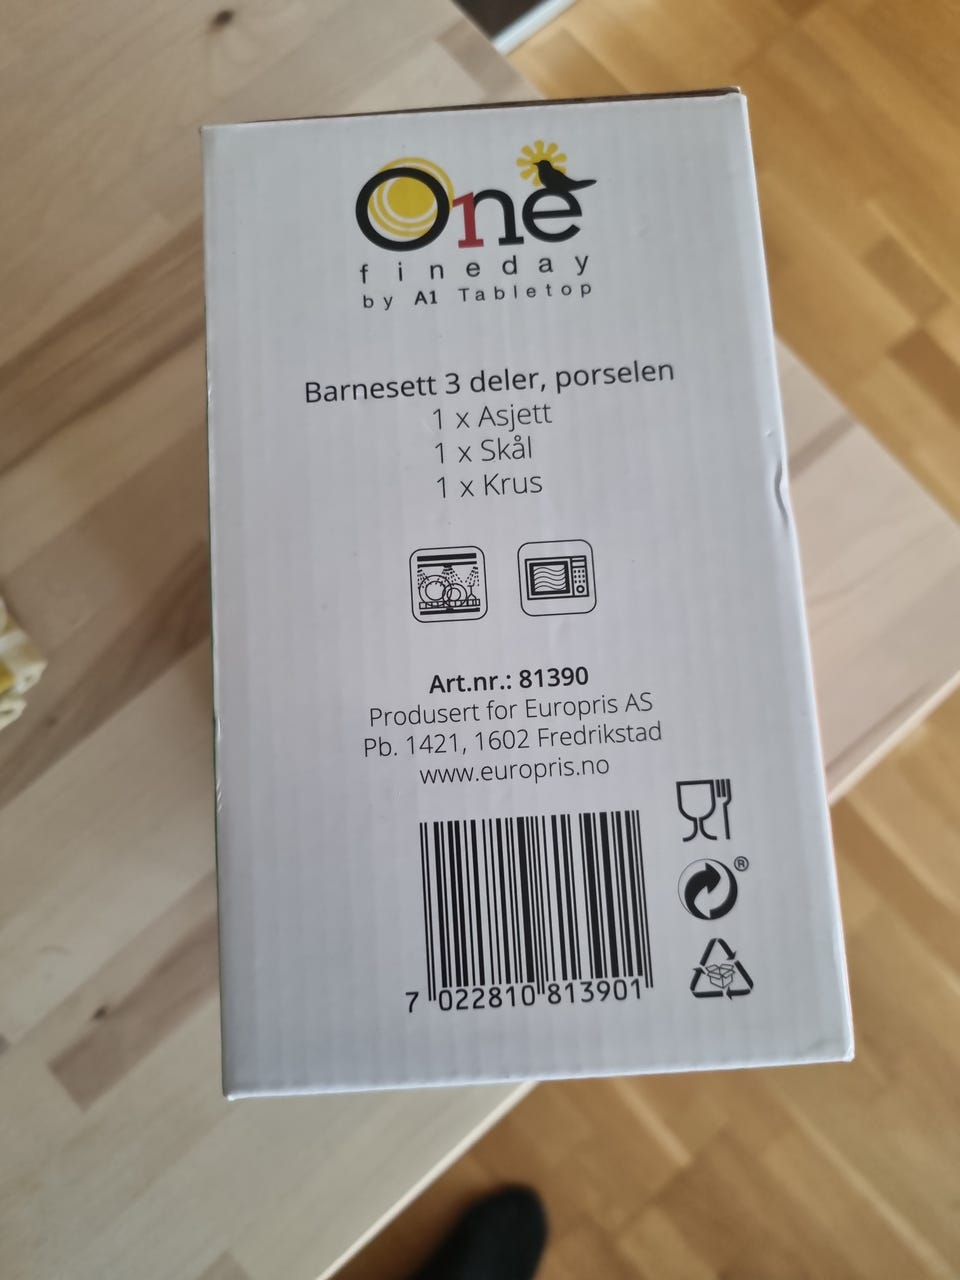 One
fineday
by A1 Tabletop
Barnesett 3 deler, porselen
1 x Asjett
1 x Skål
1 x Krus
Art.nr.: 81390
Produsert for Europris AS
Pb. 1421, 1602 Fredrikstad
www.europris.no
®
7 022810 813901